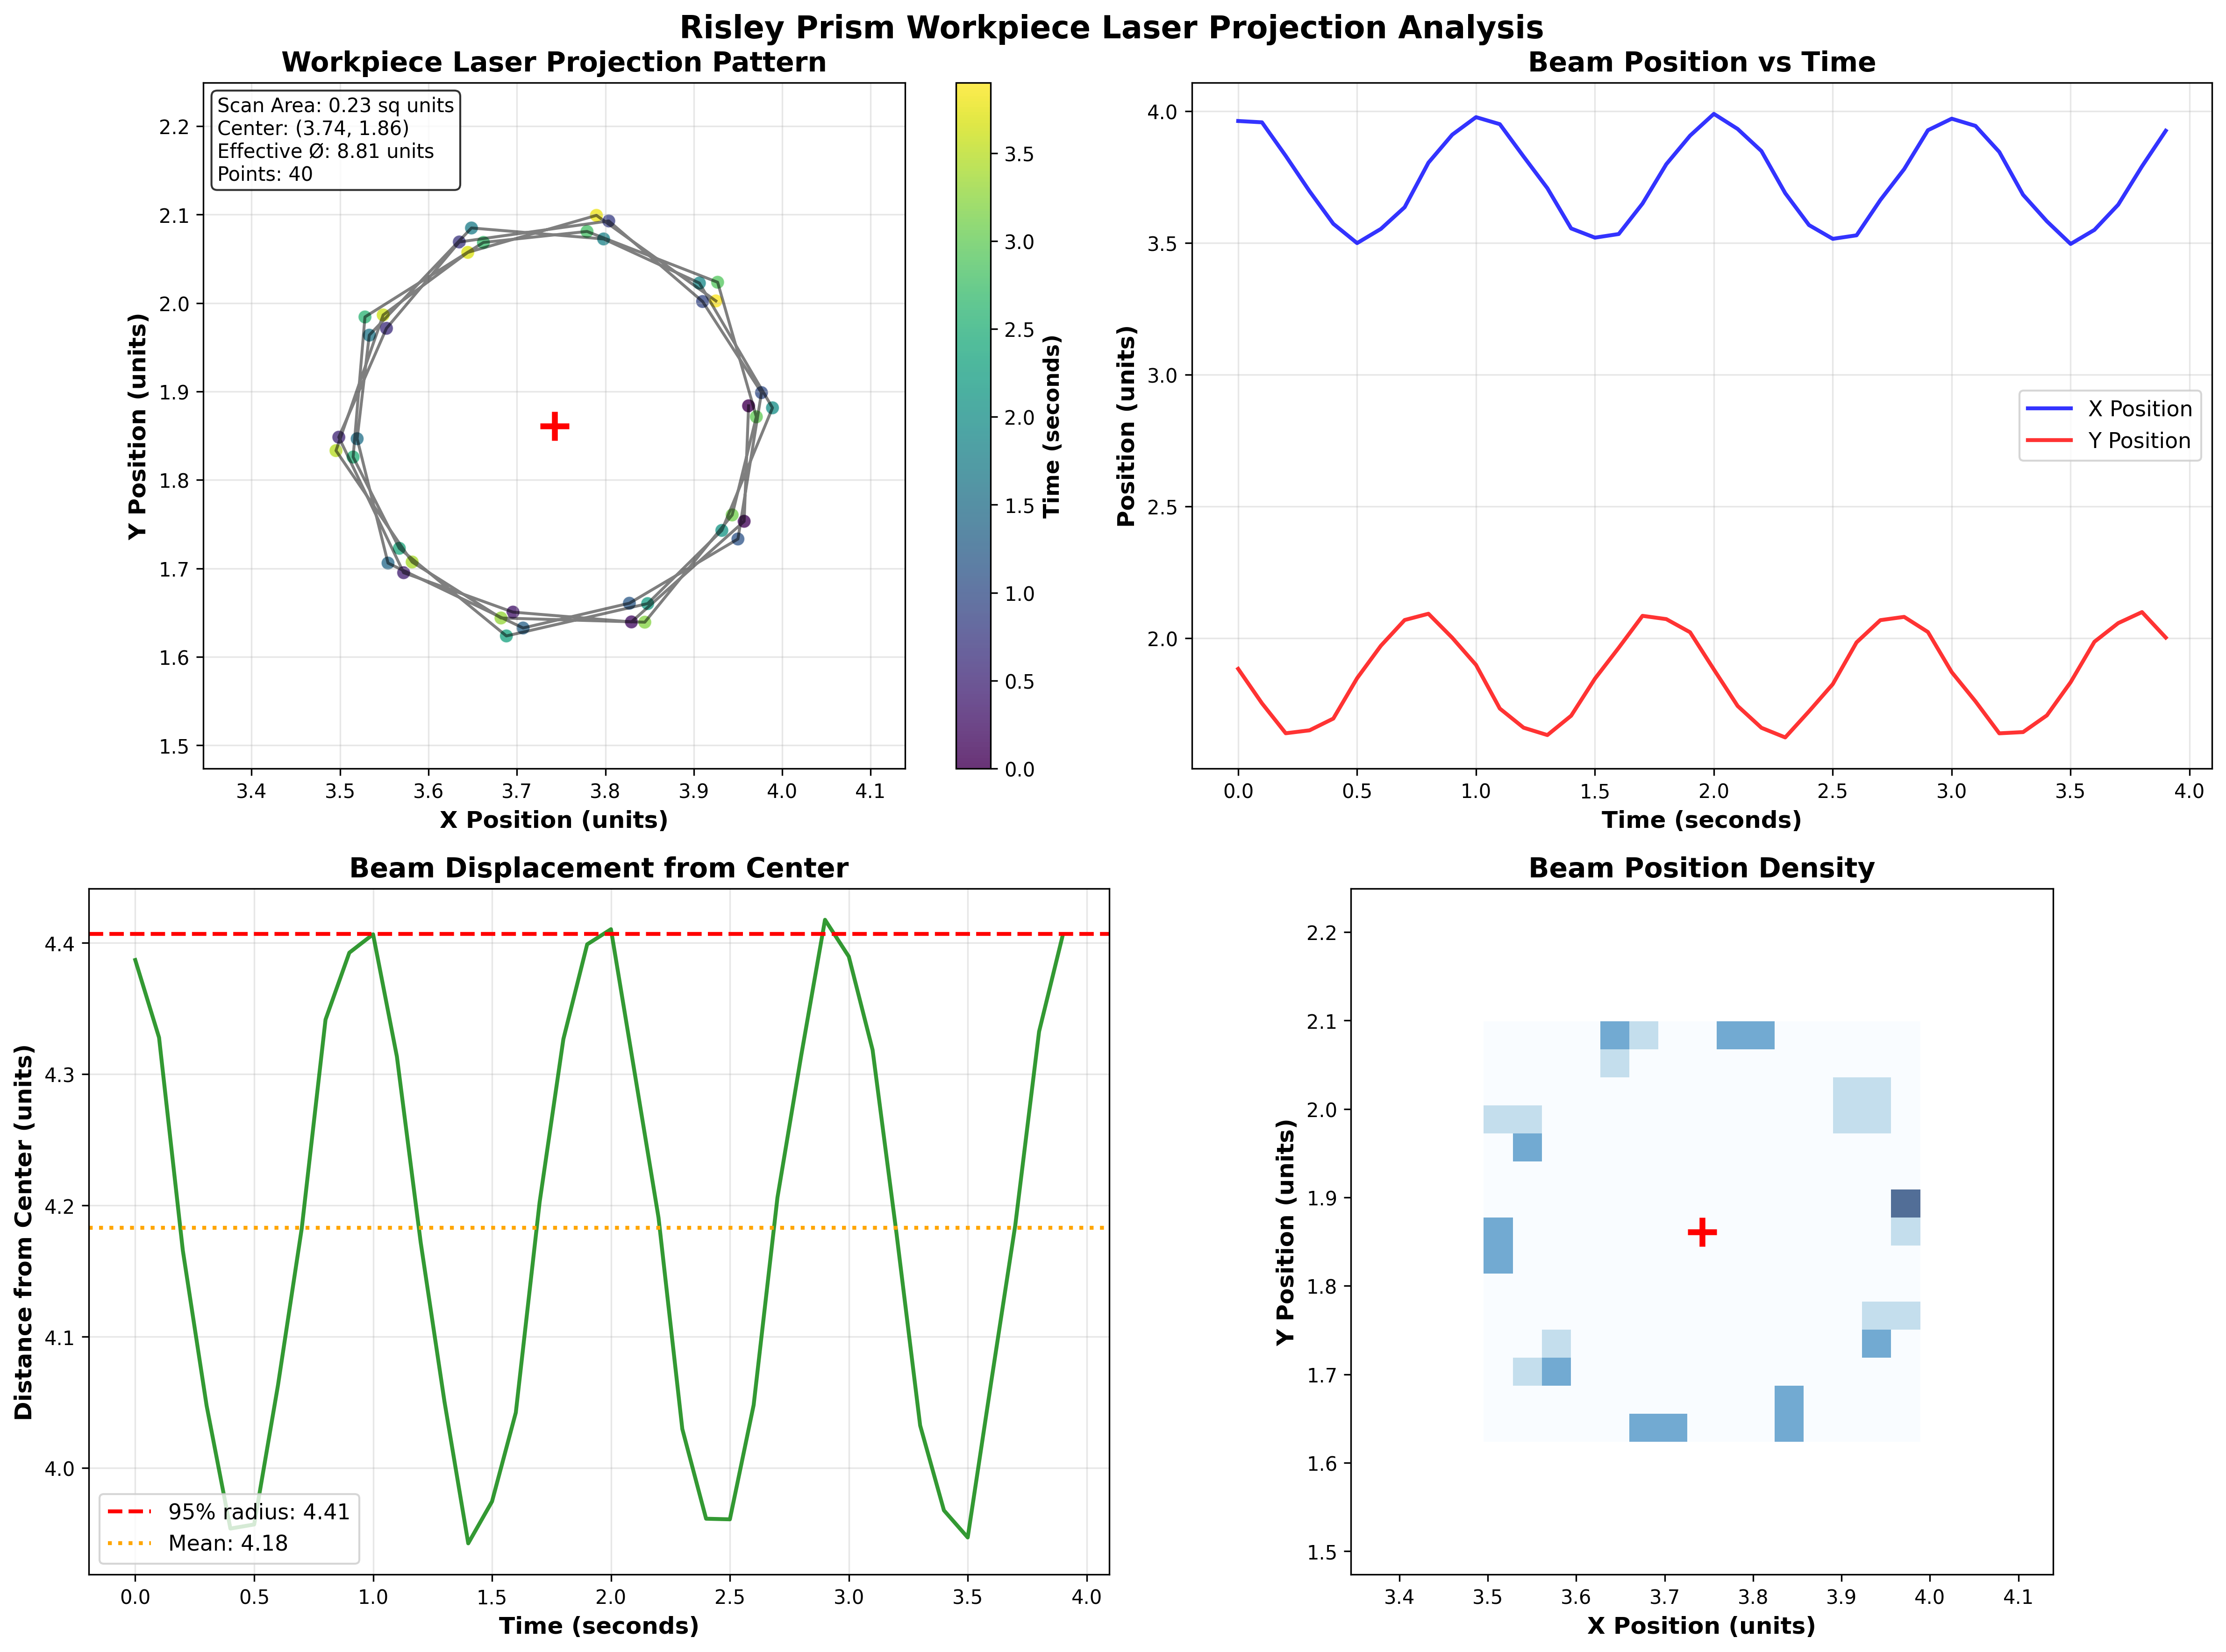 Risley Prism Workpiece Laser Projection Analysis
Workpiece Laser Projection Pattern
Scan Area: 0.23 sq units
Center: (3.74, 1.86)
Effective Ø: 8.81 units
Points: 40
Y Position (units)
2.2
2.1
2.0
1.9
1.8
1.7
1.6
1.5
3.4 3.5 3.6 3.7 3.8 3.9 4.0 4.1
X Position (units)
3.5
3.0
2.5
2.0
1.5
1.0
0.5
0.0
Time (seconds)
Beam Position vs Time
Position (units)
4.0
3.5
3.0
2.5
2.0
X Position
Y Position
0.0 0.5 1.0 1.5 2.0 2.5 3.0 3.5 4.0
Time (seconds)
Beam Displacement from Center
Distance from Center (units)
4.4
4.3
4.2
4.1
4.0
95% radius: 4.41
Mean: 4.18
0.0 0.5 1.0 1.5 2.0 2.5 3.0 3.5 4.0
Time (seconds)
Beam Position Density
Y Position (units)
2.2
2.1
2.0
1.9
1.8
1.7
1.6
1.5
3.4 3.5 3.6 3.7 3.8 3.9 4.0 4.1
X Position (units)